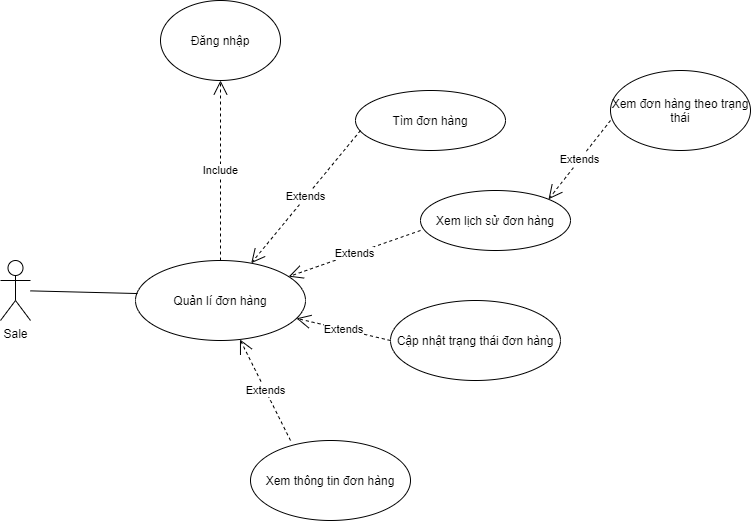 Đăng nhập
Tìm đơn hàng
Xem đơn hàng theo trạng
thái
Include
Extends
Extends
Xem lịch sử đơn hàng
Extends
Quản lí đơn hàng
Sale
Extends
Cập nhật trạng thái đơn hàng
Extends
Xem thông tin đơn hàng